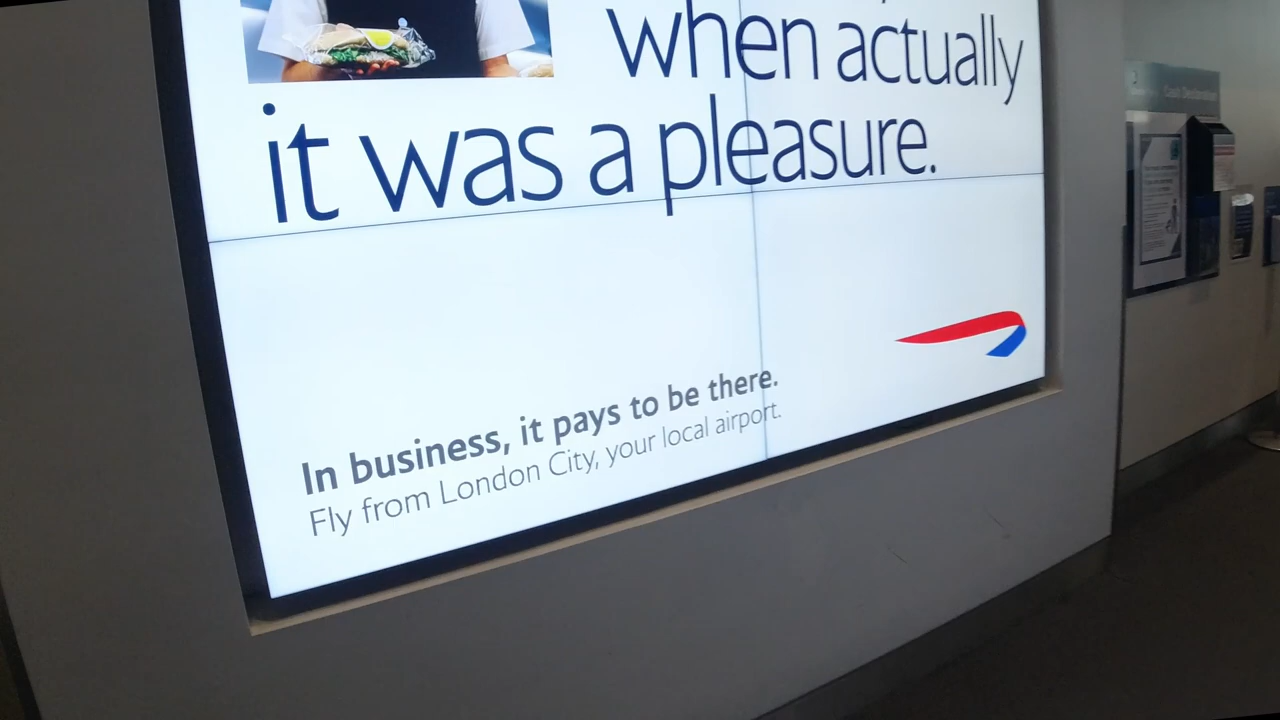 when actually
it was a pleasure.
In business, it pays to be there.
Fly from London City, your local airport.